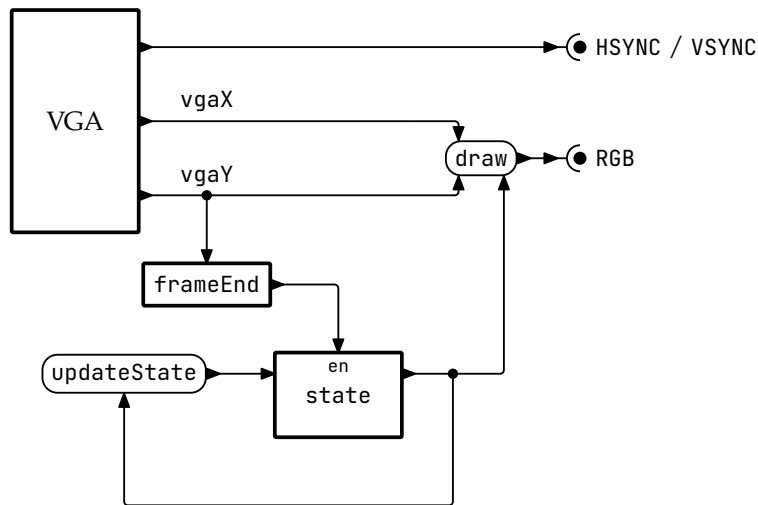 HSYNC / VSYNC
vgaX
VGA
draw
RGB
vgaY
frameEnd
en
updateState
state